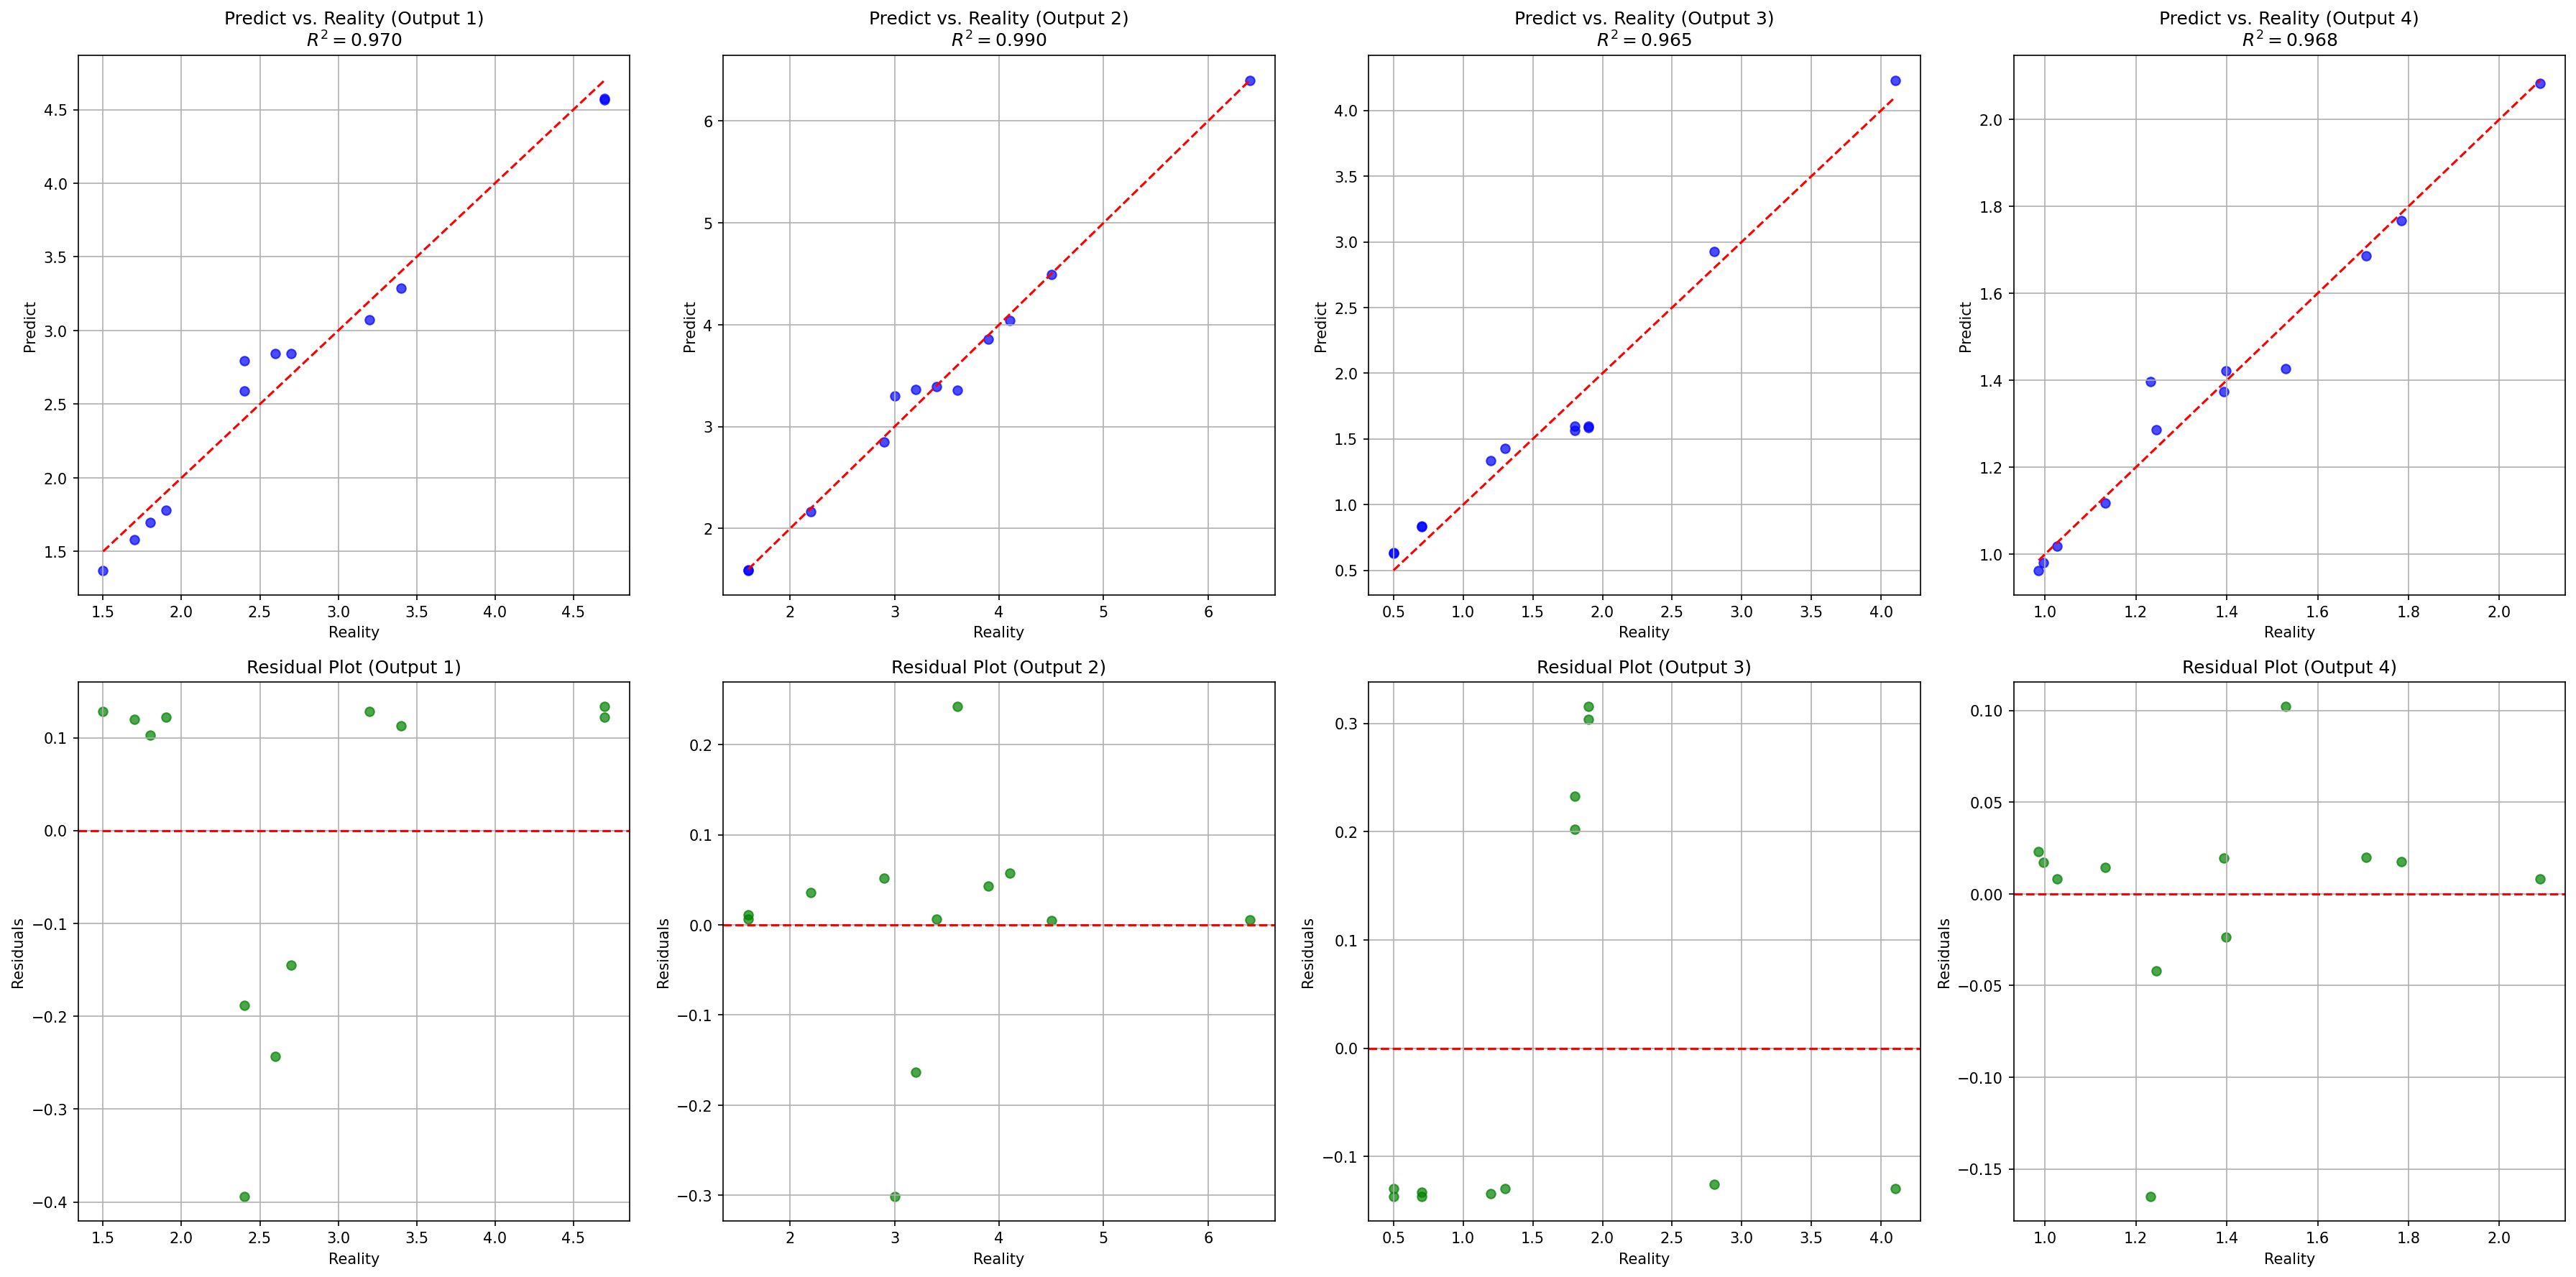 Predict vs. Reality (Output 1)
R² = 0.970
4.5
4.0
3.5
3.0
2.5
2.0
1.5
Predict
1.5 2.0 2.5 3.0 3.5 4.0 4.5
Reality
Predict vs. Reality (Output 2)
R² = 0.990
6
5
4
3
2
Predict
2 3 4 5 6
Reality
Predict vs. Reality (Output 3)
R² = 0.965
4.0
3.5
3.0
2.5
2.0
1.5
1.0
0.5
Predict
0.5 1.0 1.5 2.0 2.5 3.0 3.5 4.0
Reality
Predict vs. Reality (Output 4)
R² = 0.968
2.0
1.8
1.6
1.4
1.2
1.0
Predict
1.0 1.2 1.4 1.6 1.8 2.0
Reality
Residual Plot (Output 1)
0.1
0.0
−0.1
−0.2
−0.3
−0.4
Residuals
1.5 2.0 2.5 3.0 3.5 4.0 4.5
Reality
Residual Plot (Output 2)
0.2
0.1
0.0
−0.1
−0.2
−0.3
Residuals
2 3 4 5 6
Reality
Residual Plot (Output 3)
0.3
0.2
0.1
0.0
−0.1
Residuals
0.5 1.0 1.5 2.0 2.5 3.0 3.5 4.0
Reality
Residual Plot (Output 4)
0.10
0.05
0.00
−0.05
−0.10
−0.15
Residuals
1.0 1.2 1.4 1.6 1.8 2.0
Reality